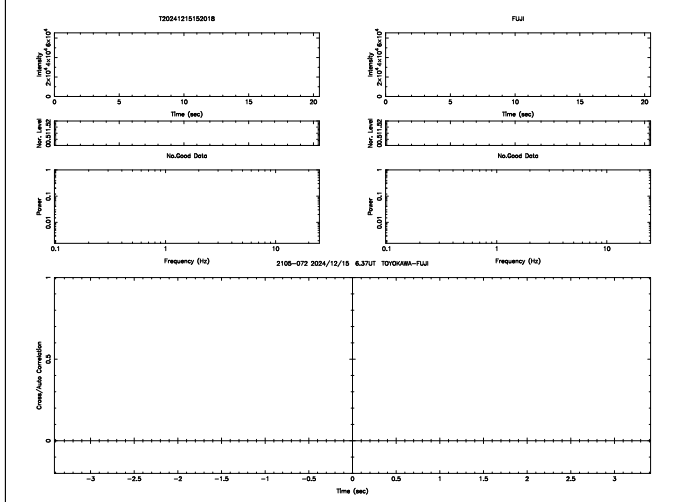 T20241215152018
FUJI
Intensity
0 2×10⁴ 4×10⁴ 6×10⁴
0 5 10 15 20
Time (sec)
Intensity
0 2×10⁴ 4×10⁴ 6×10⁴
0 5 10 15 20
Time (sec)
Nor. Level
00.511.52
Nor. Level
00.511.52
No.Good Data
No.Good Data
Power
0.01 0.1 1
0.1 1 10
Frequency (Hz)
Power
0.01 0.1 1
0.1 1 10
Frequency (Hz)
2105-072 2024/12/15 6.37UT TOYOKAWA-FUJI
Cross/Auto Correlation
0 0.5 1
-3 -2.5 -2 -1.5 -1 -0.5 0 0.5 1 1.5 2 2.5 3
Time (sec)